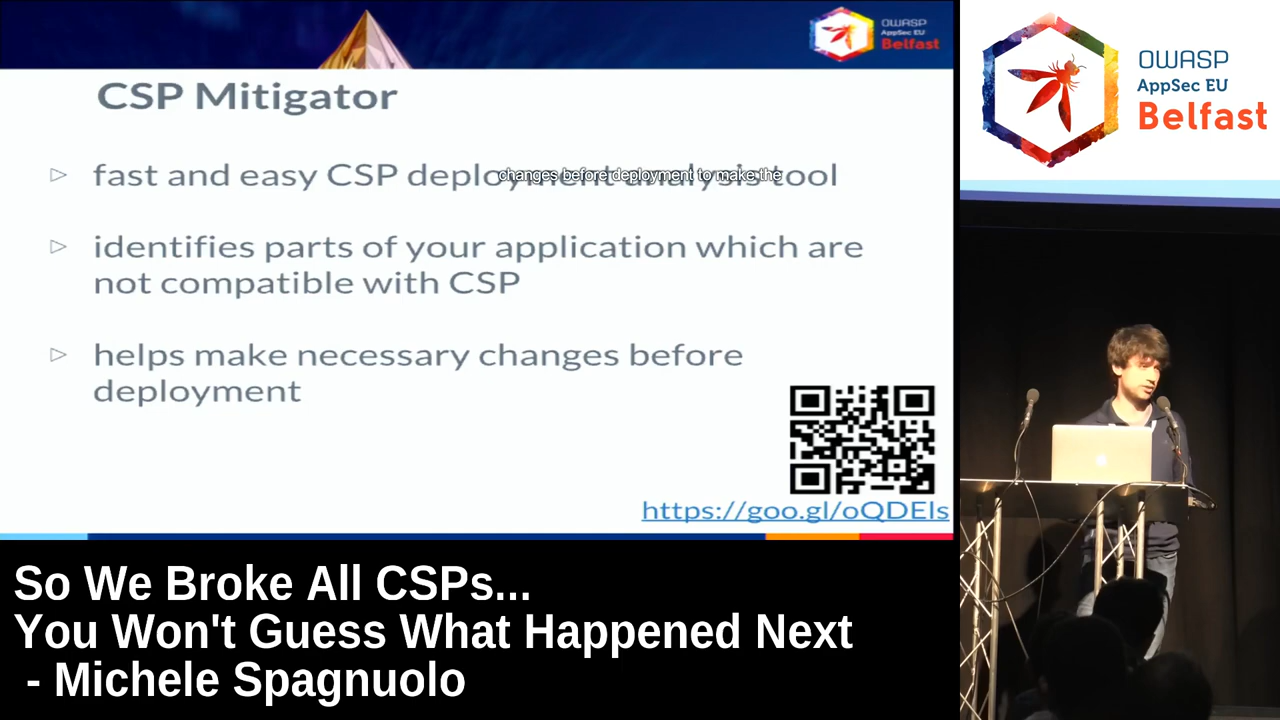 OWASP
AppSec EU
Belfast
CSP Mitigator
fast and easy CSP deployment analysis tool
changes before deployment to make the
identifies parts of your application which are
not compatible with CSP
helps make necessary changes before
deployment
https://goo.gl/oQDEls
OWASP
AppSec EU
Belfast
So We Broke All CSPs...
You Won't Guess What Happened Next
- Michele Spagnuolo